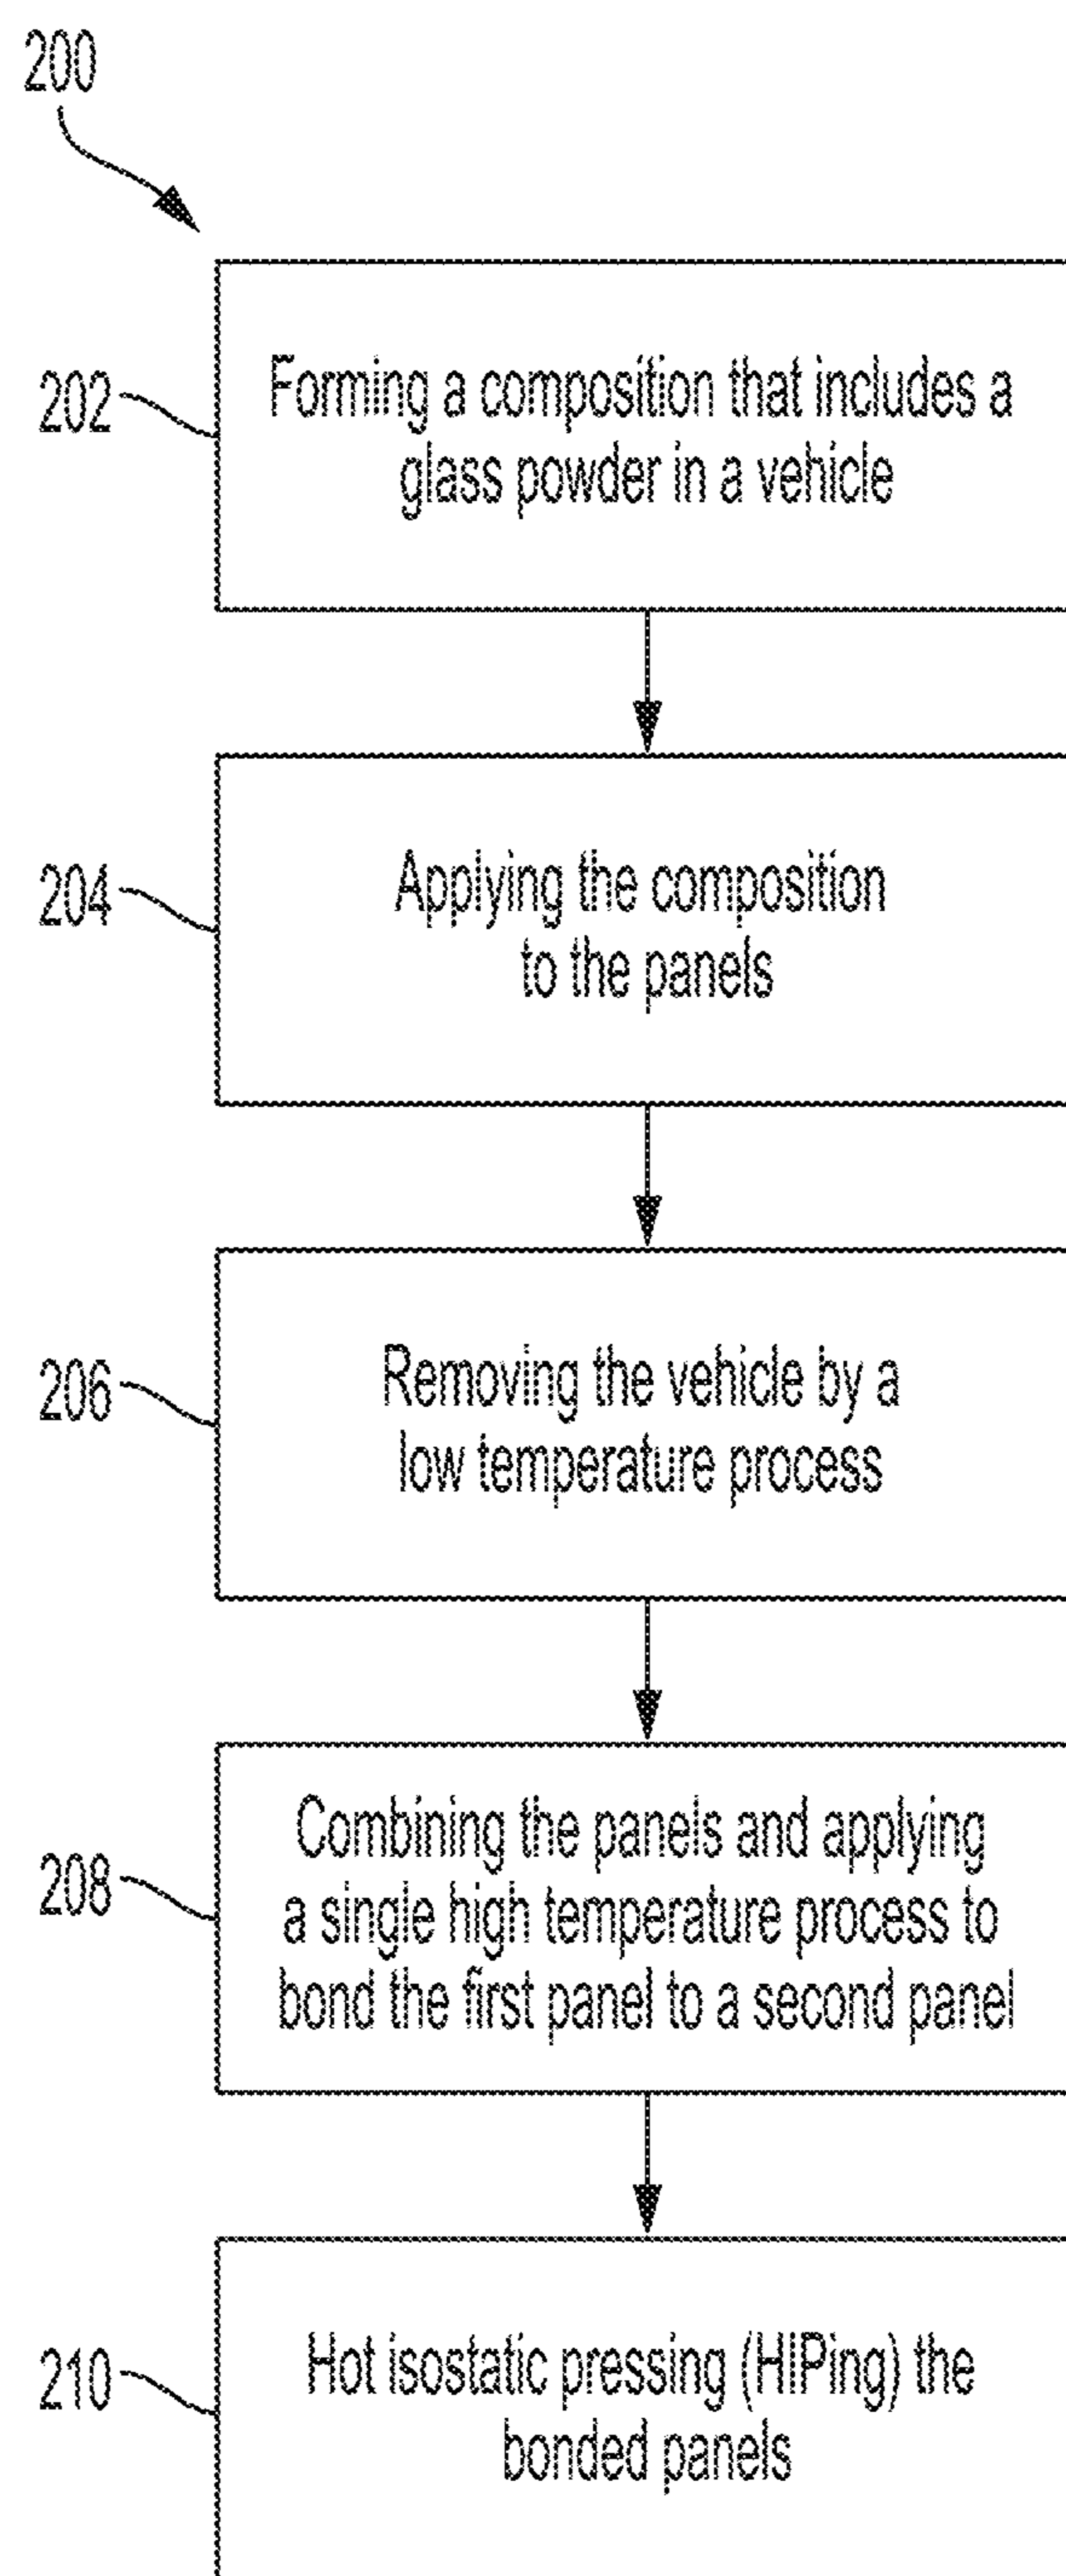 200
202
Forming a composition that includes a
glass powder in a vehicle
204
Applying the composition
to the panels
206
Removing the vehicle by a
low temperature process
208
Combining the panels and applying
a single high temperature process to
bond the first panel to a second panel
210
Hot isostatic pressing (HIPing) the
bonded panels